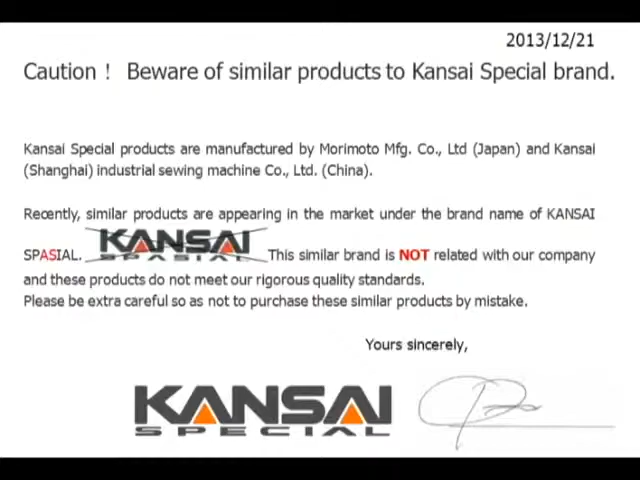 2013/12/21
Caution！ Beware of similar products to Kansai Special brand.
Kansai Special products are manufactured by Morimoto Mfg. Co., Ltd (Japan) and Kansai
(Shanghai) industrial sewing machine Co., Ltd. (China).
Recently, similar products are appearing in the market under the brand name of KANSAI
SPASIAL. KANSAI SPASIAL This similar brand is NOT related with our company
and these products do not meet our rigorous quality standards.
Please be extra careful so as not to purchase these similar products by mistake.
Yours sincerely,
KANSAI
SPECIAL